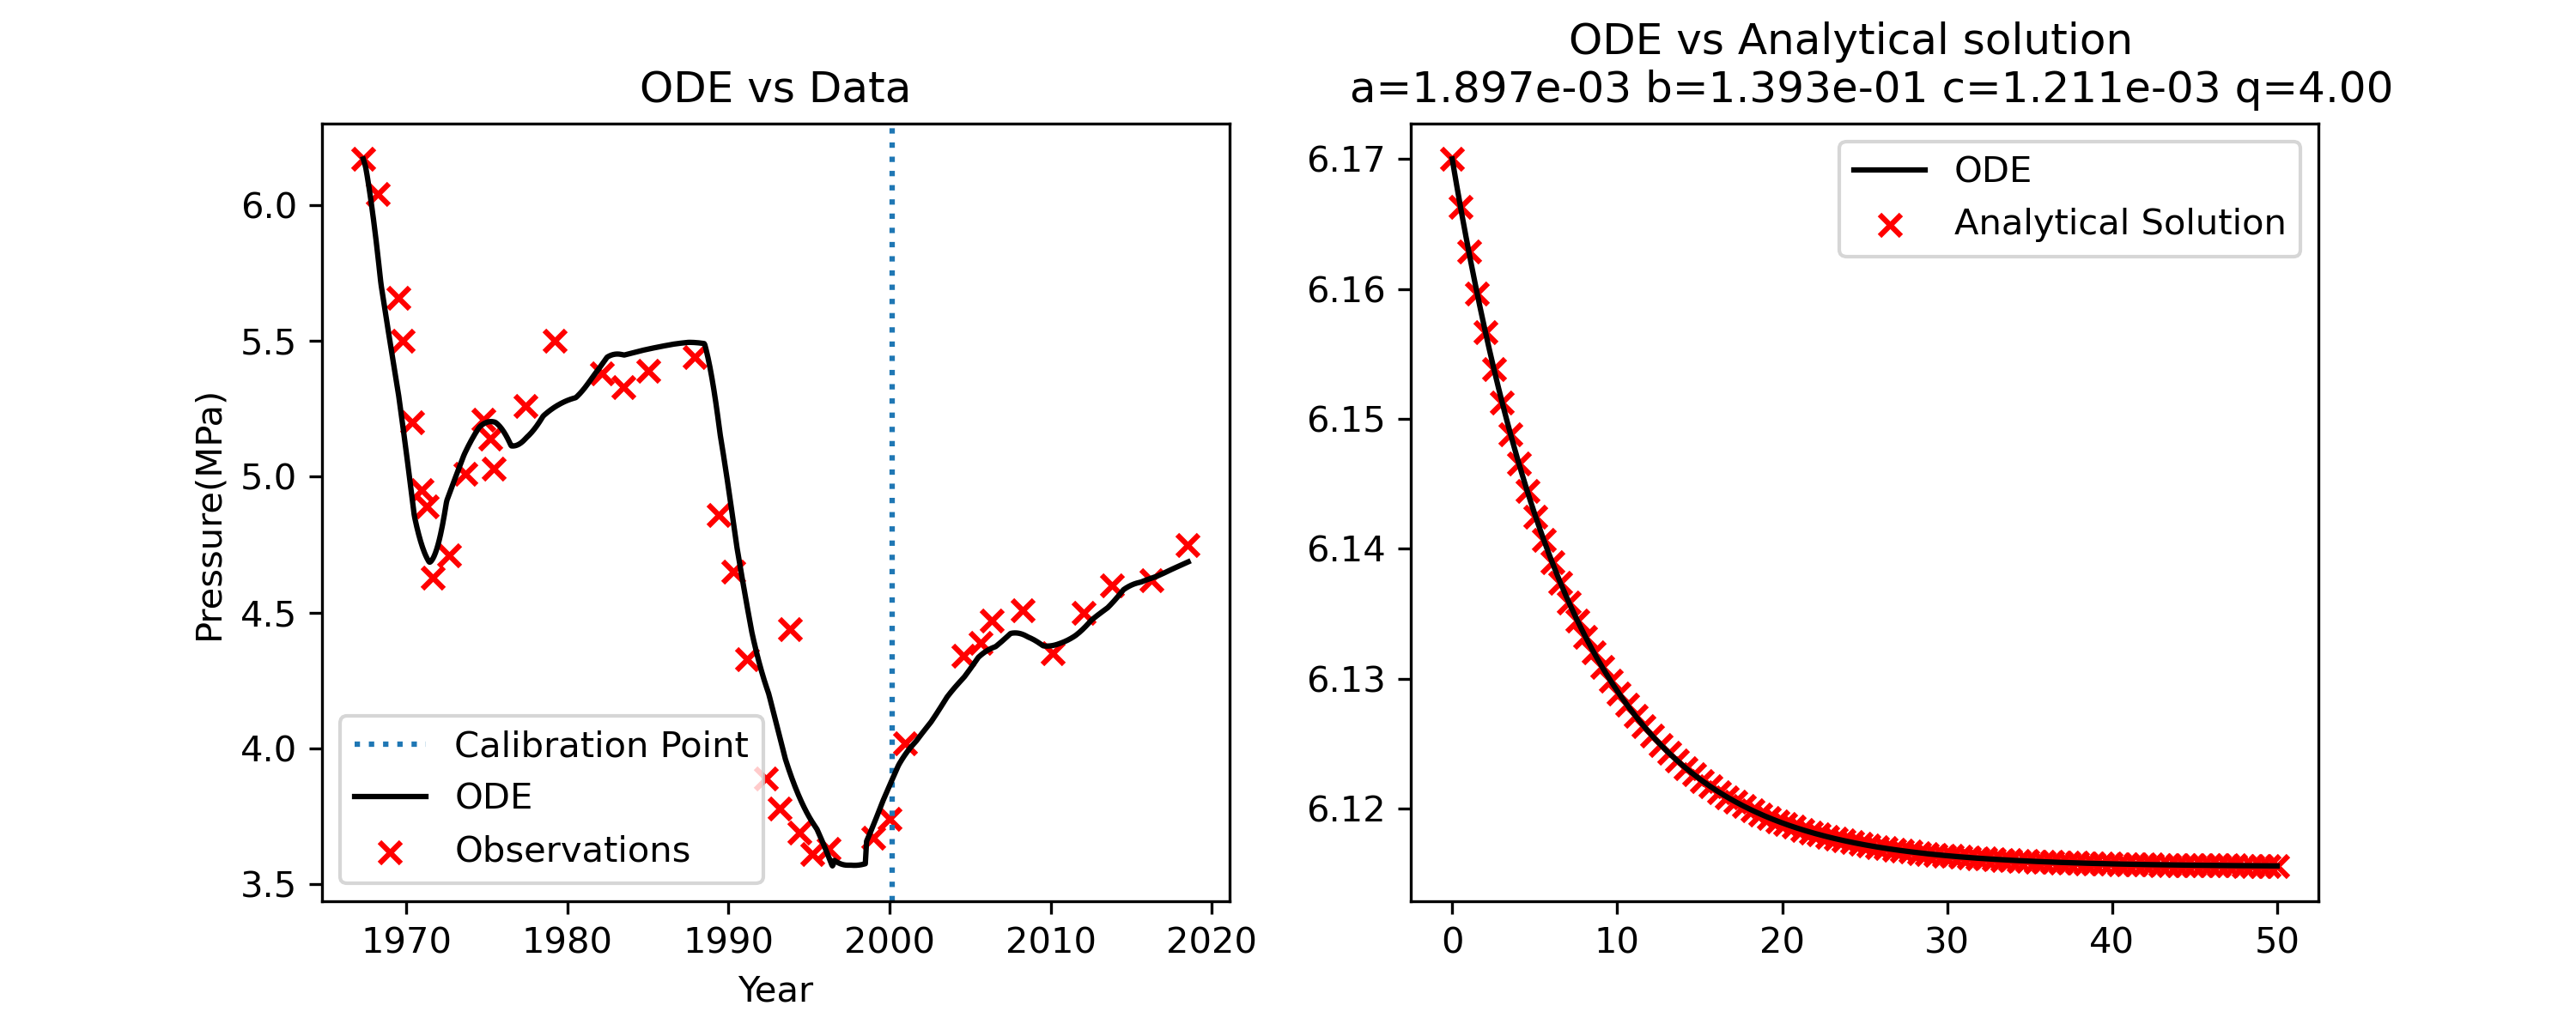 ODE vs Data
Pressure(MPa)
6.0
5.5
5.0
4.5
4.0
3.5
1970 1980 1990 2000 2010 2020
Year
Calibration Point
ODE
Observations
ODE vs Analytical solution
a=1.897e-03 b=1.393e-01 c=1.211e-03 q=4.00
6.17
6.16
6.15
6.14
6.13
6.12
0 10 20 30 40 50
ODE
Analytical Solution